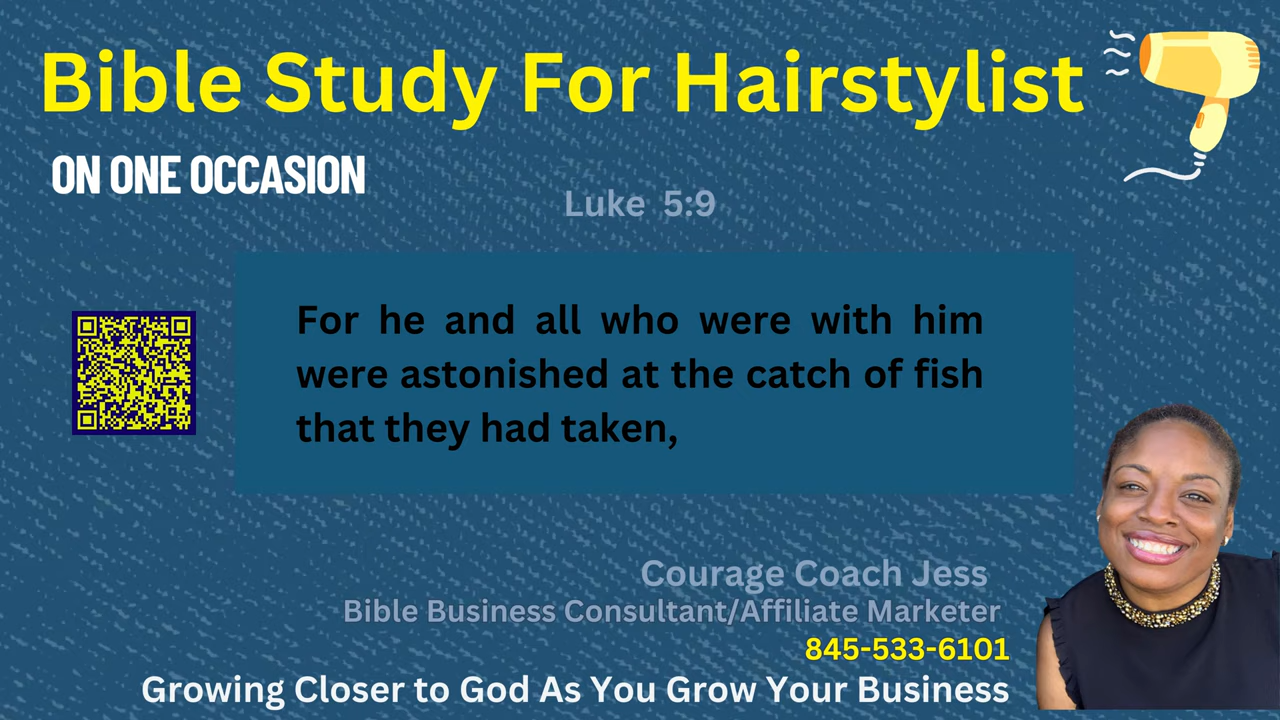 Bible Study For Hairstylist
ON ONE OCCASION
Luke 5:9
For he and all who were with him
were astonished at the catch of fish
that they had taken,
Courage Coach Jess
Bible Business Consultant/Affiliate Marketer
845-533-6101
Growing Closer to God As You Grow Your Business